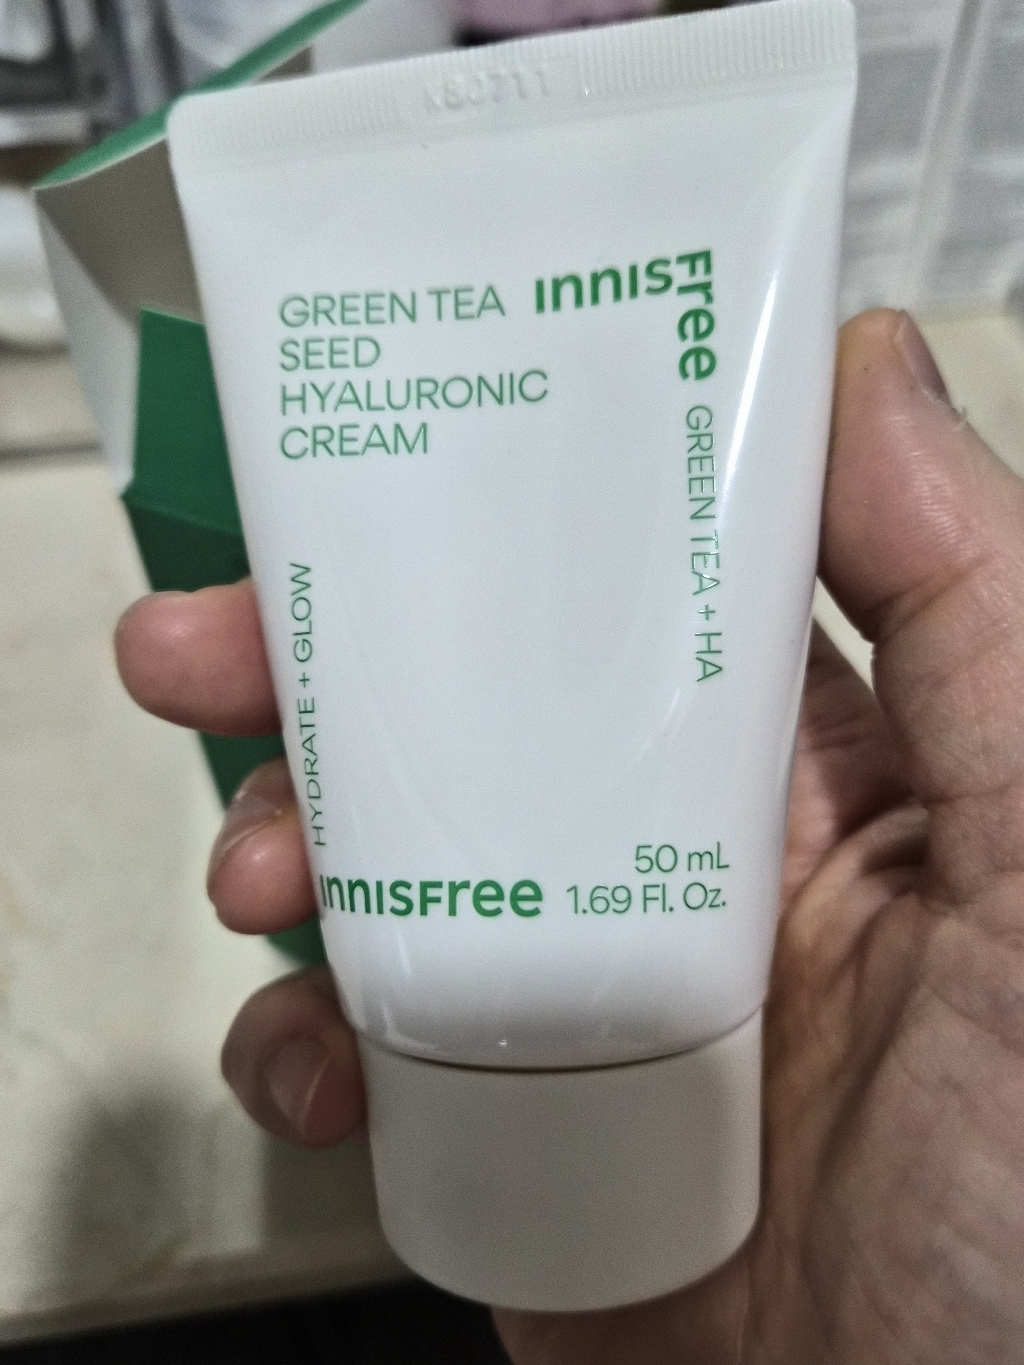 GREEN TEA
SEED
HYALURONIC
CREAM
innisFree
GREEN TEA + HA
HYDRATE + GLOW
innisFree
50 mL
1.69 Fl. Oz.